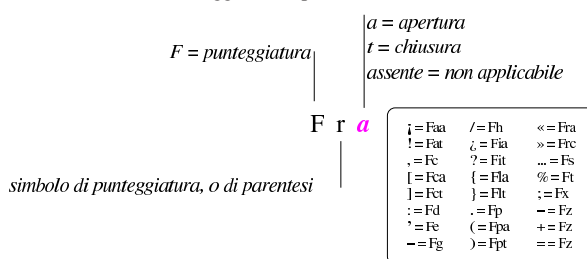 a = apertura
F = punteggiatura
t = chiusura
assente = non applicabile
F r a
simbolo di punteggiatura, o di parentesi
¡ = Faa / = Fh « = Fra
! = Fat ¿ = Fia » = Frc
, = Fc ? = Fit ... = Fs
[ = Fca { = Fla % = Ft
] = Fct } = Flt ; = Fx
: = Fd . = Fp – = Fz
’ = Fe ( = Fpa + = Fz
– = Fg ) = Fpt = = Fz